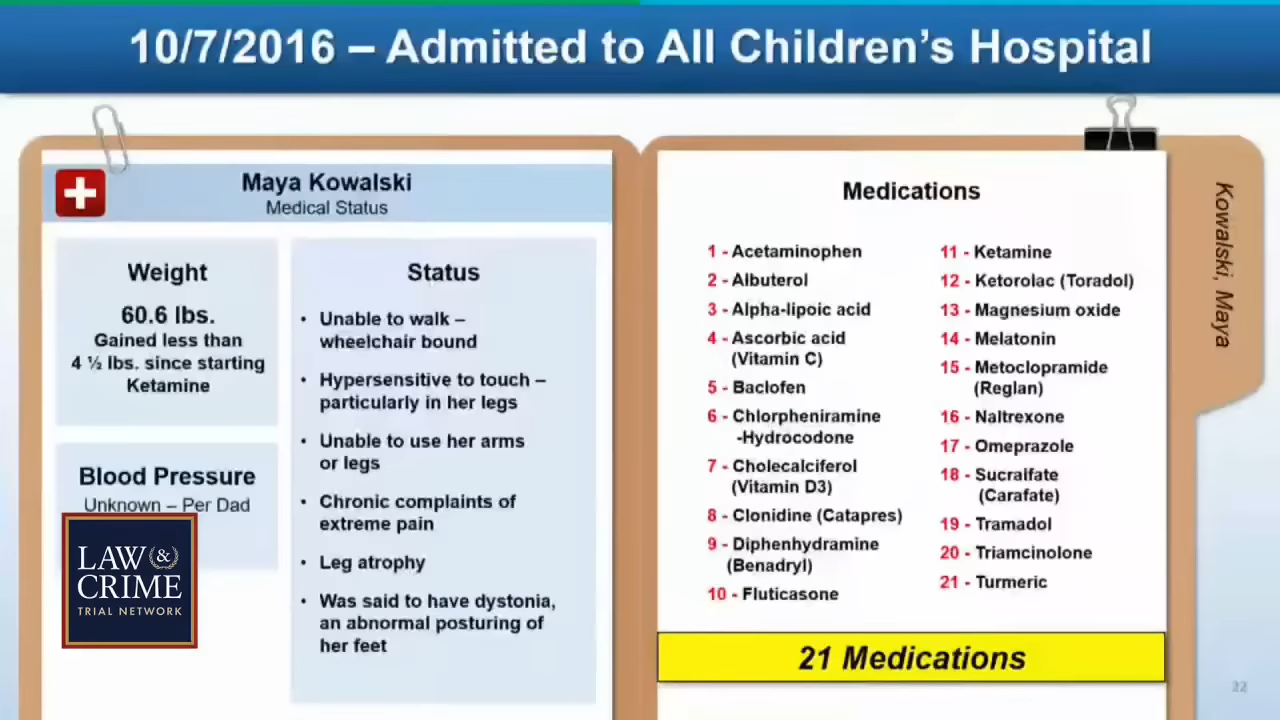 10/7/2016 – Admitted to All Children's Hospital
Maya Kowalski
Medical Status
Weight
60.6 lbs.
Gained less than
4 ½ lbs. since starting
Ketamine
Blood Pressure
Unknown – Per Dad
LAW &
CRIME
TRIAL NETWORK
Status
• Unable to walk –
wheelchair bound
• Hypersensitive to touch –
particularly in her legs
• Unable to use her arms
or legs
• Chronic complaints of
extreme pain
• Leg atrophy
• Was said to have dystonia,
an abnormal posturing of
her feet
Medications
1 - Acetaminophen
2 - Albuterol
3 - Alpha-lipoic acid
4 - Ascorbic acid
(Vitamin C)
5 - Baclofen
6 - Chlorpheniramine
-Hydrocodone
7 - Cholecalciferol
(Vitamin D3)
8 - Clonidine (Catapres)
9 - Diphenhydramine
(Benadryl)
10 - Fluticasone
11 - Ketamine
12 - Ketorolac (Toradol)
13 - Magnesium oxide
14 - Melatonin
15 - Metoclopramide
(Reglan)
16 - Naltrexone
17 - Omeprazole
18 - Sucralfate
(Carafate)
19 - Tramadol
20 - Triamcinolone
21 - Turmeric
21 Medications
Kowalski, Maya
32